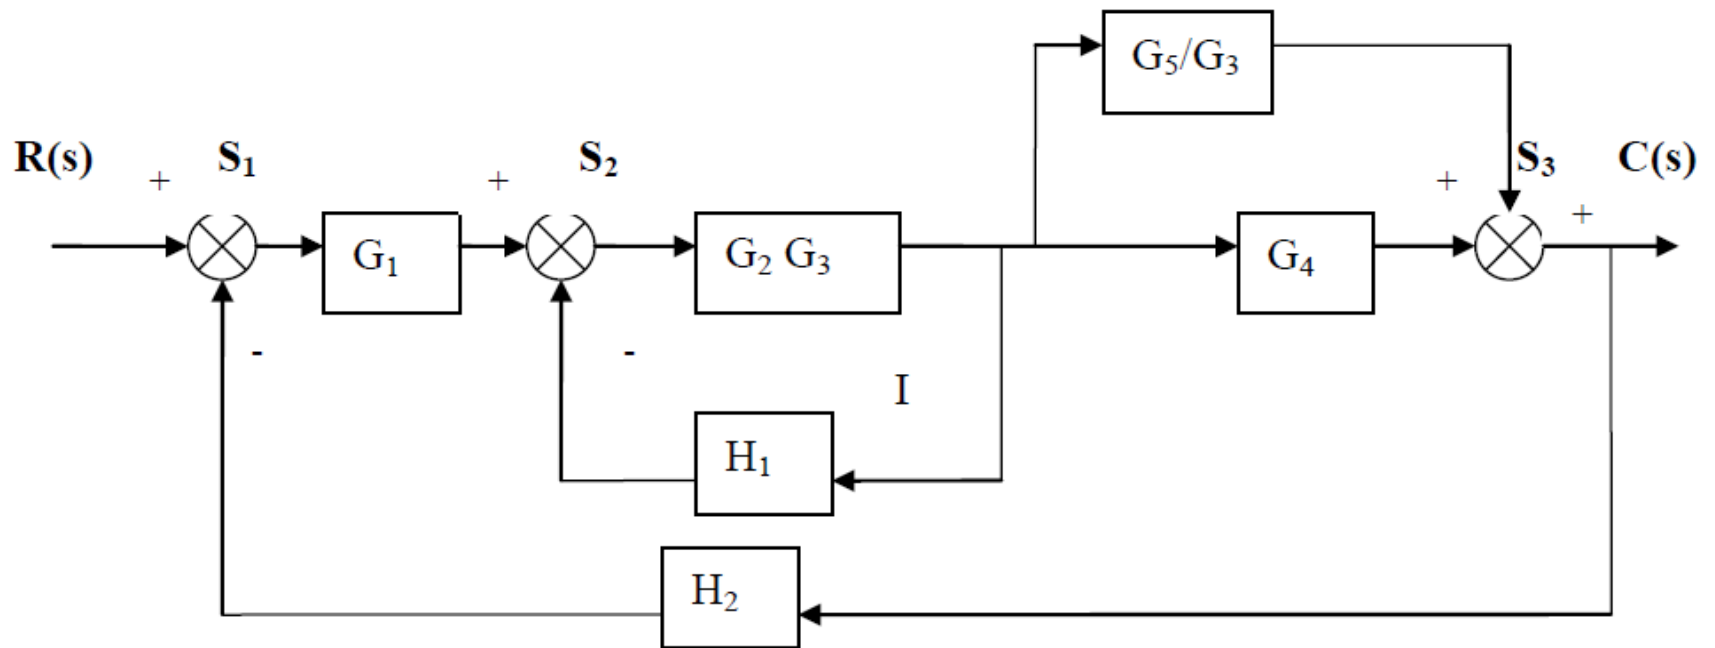 G₅/G₃
R(s) S₁ S₂ S₃ C(s)
+ + + +
G₁ G₂ G₃ G₄
- -
I
H₁
H₂